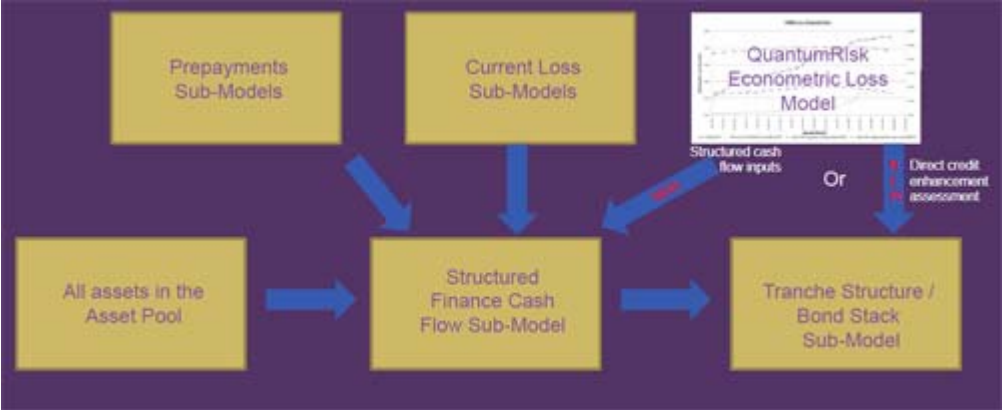 Prepayments
Sub-Models
Current Loss
Sub-Models
QuantumRisk
Econometric Loss
Model
Structured cash
flow inputs
Or
Direct credit
enhancement
assessment
All assets in the
Asset Pool
Structured
Finance Cash
Flow Sub-Model
Tranche Structure /
Bond Stack
Sub-Model